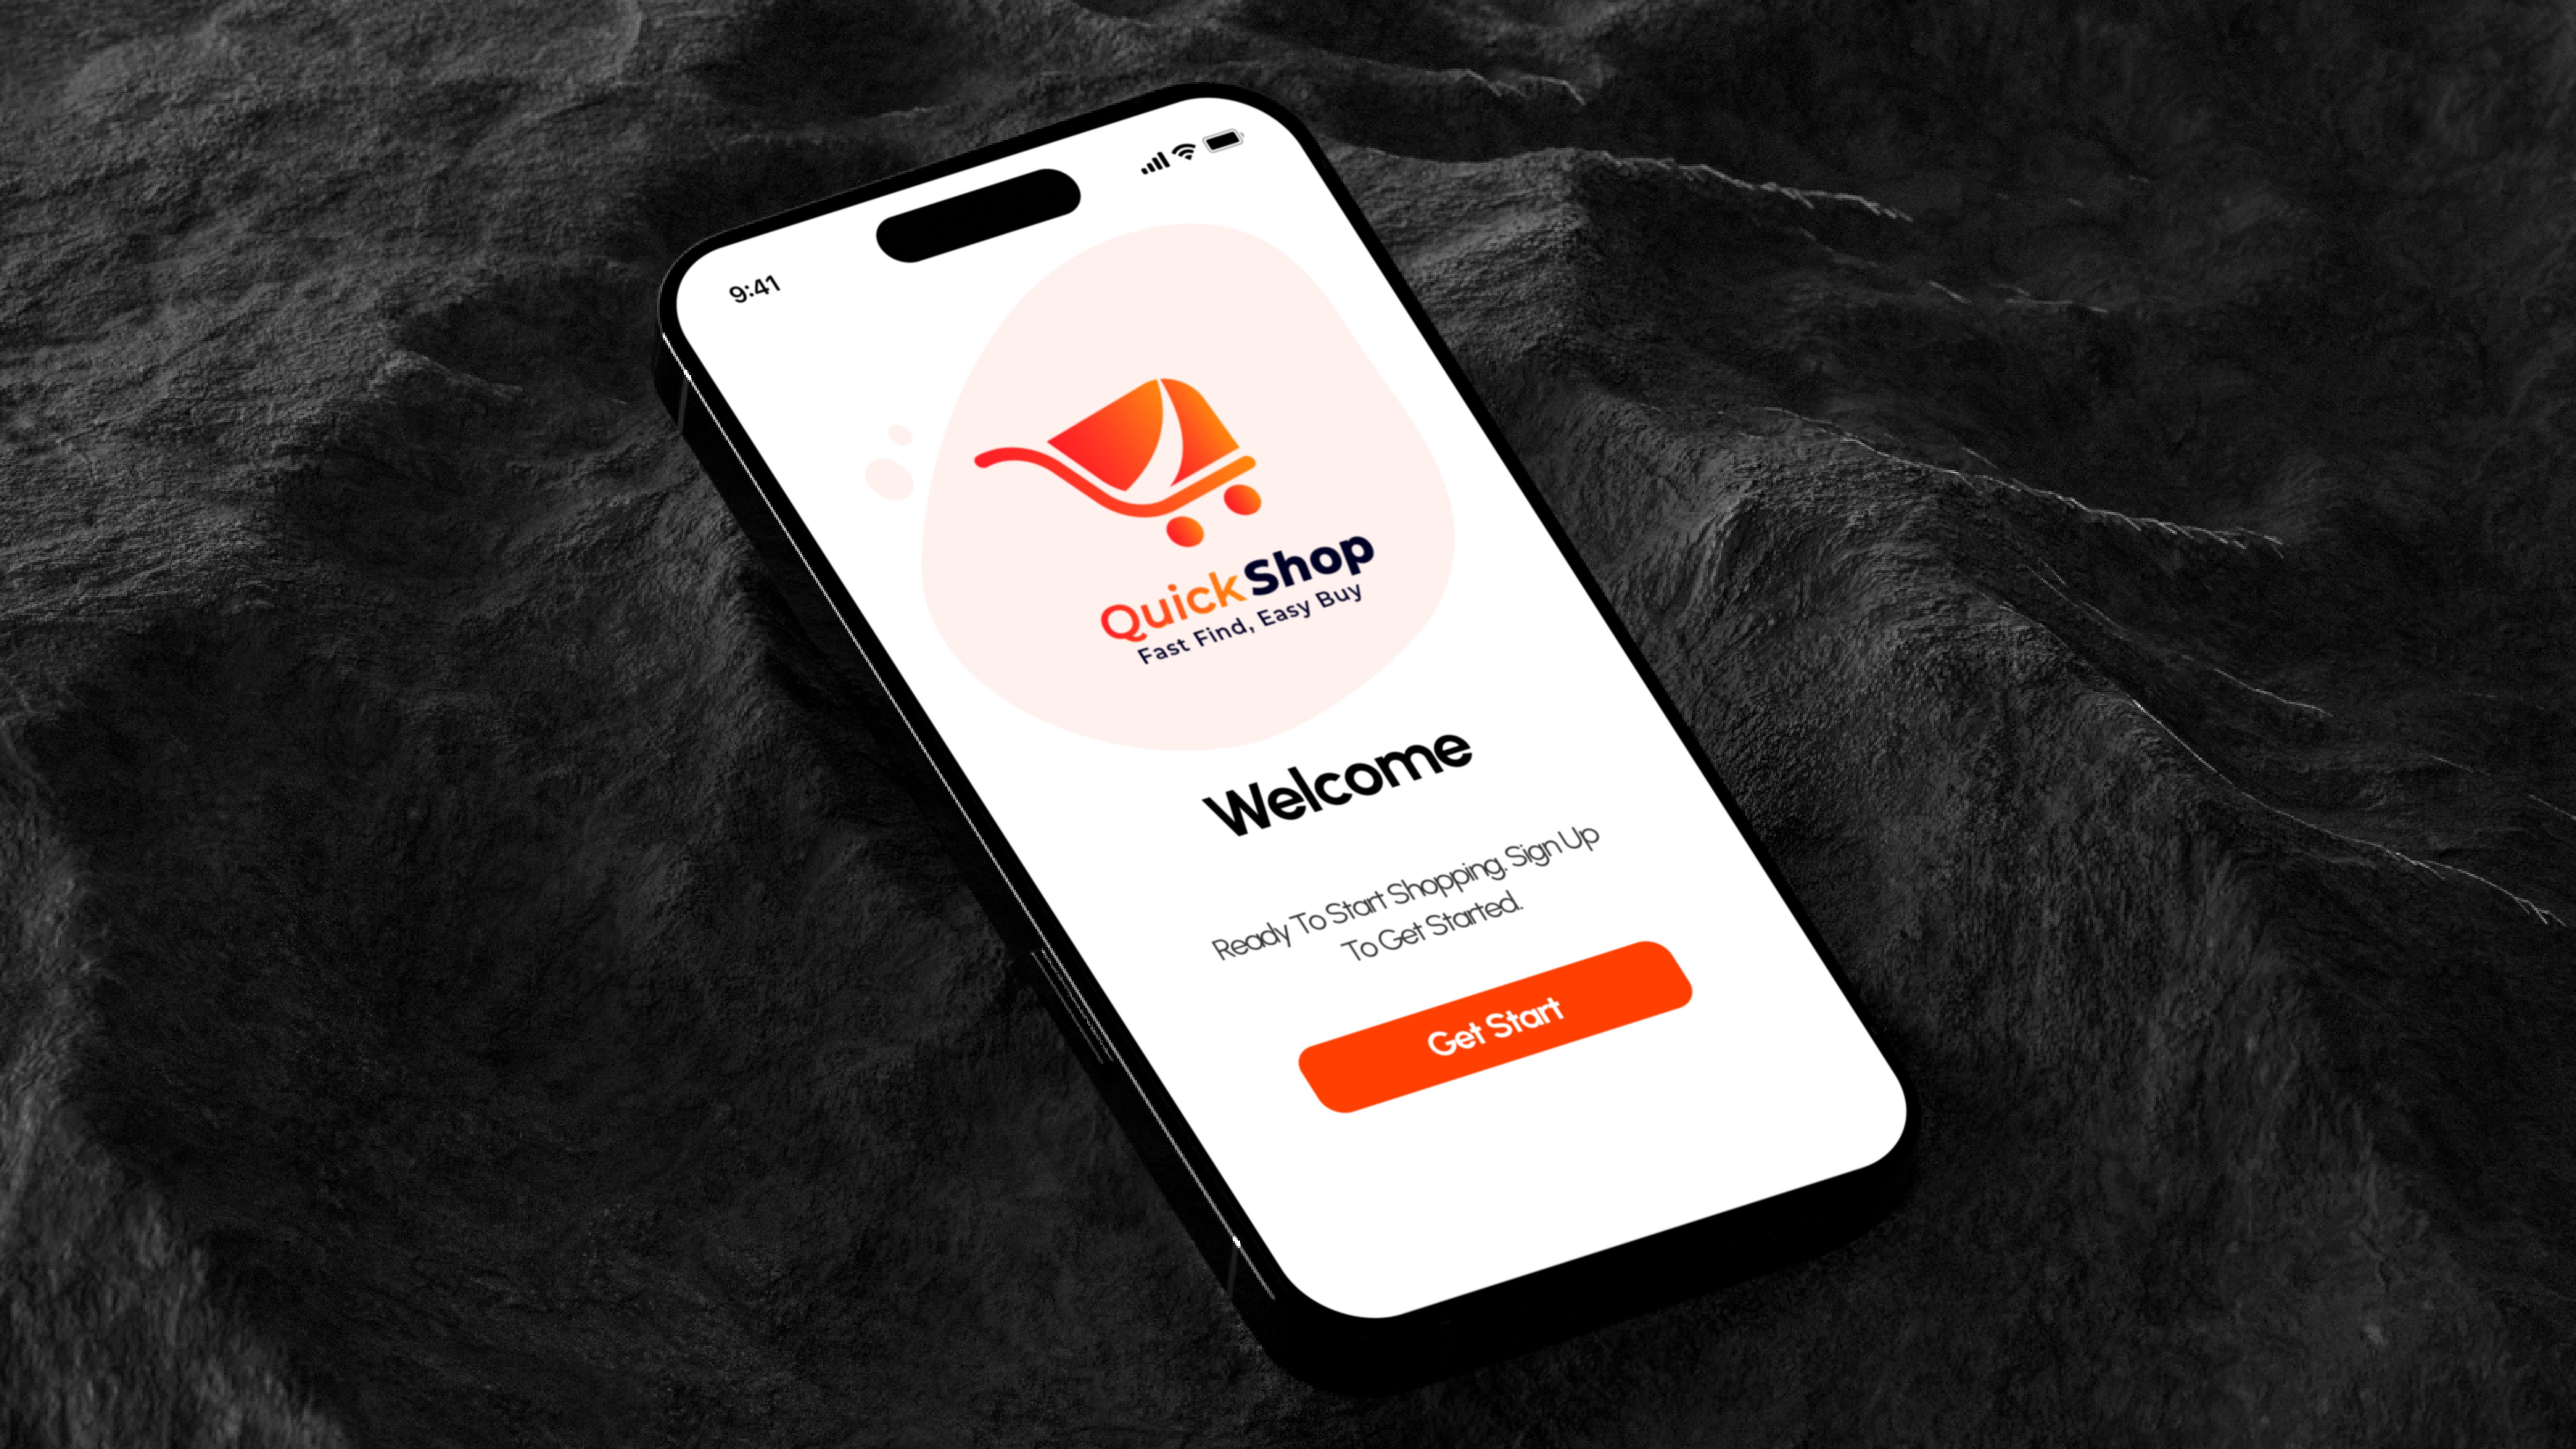 9:41
QuickShop
Fast Find, Easy Buy
Welcome
Ready To Start Shopping. Sign Up
To Get Started.
Get Start